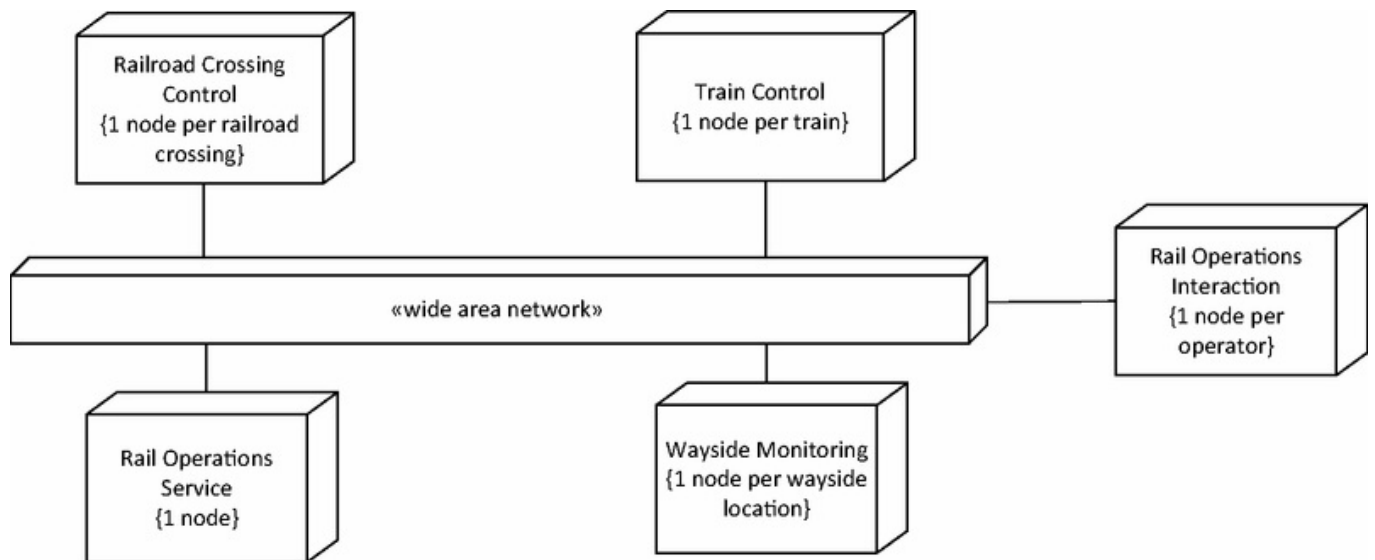 Railroad Crossing
Control
{1 node per railroad
crossing}
Train Control
{1 node per train}
Rail Operations
Interaction
{1 node per
operator}
«wide area network»
Rail Operations
Service
{1 node}
Wayside Monitoring
{1 node per wayside
location}